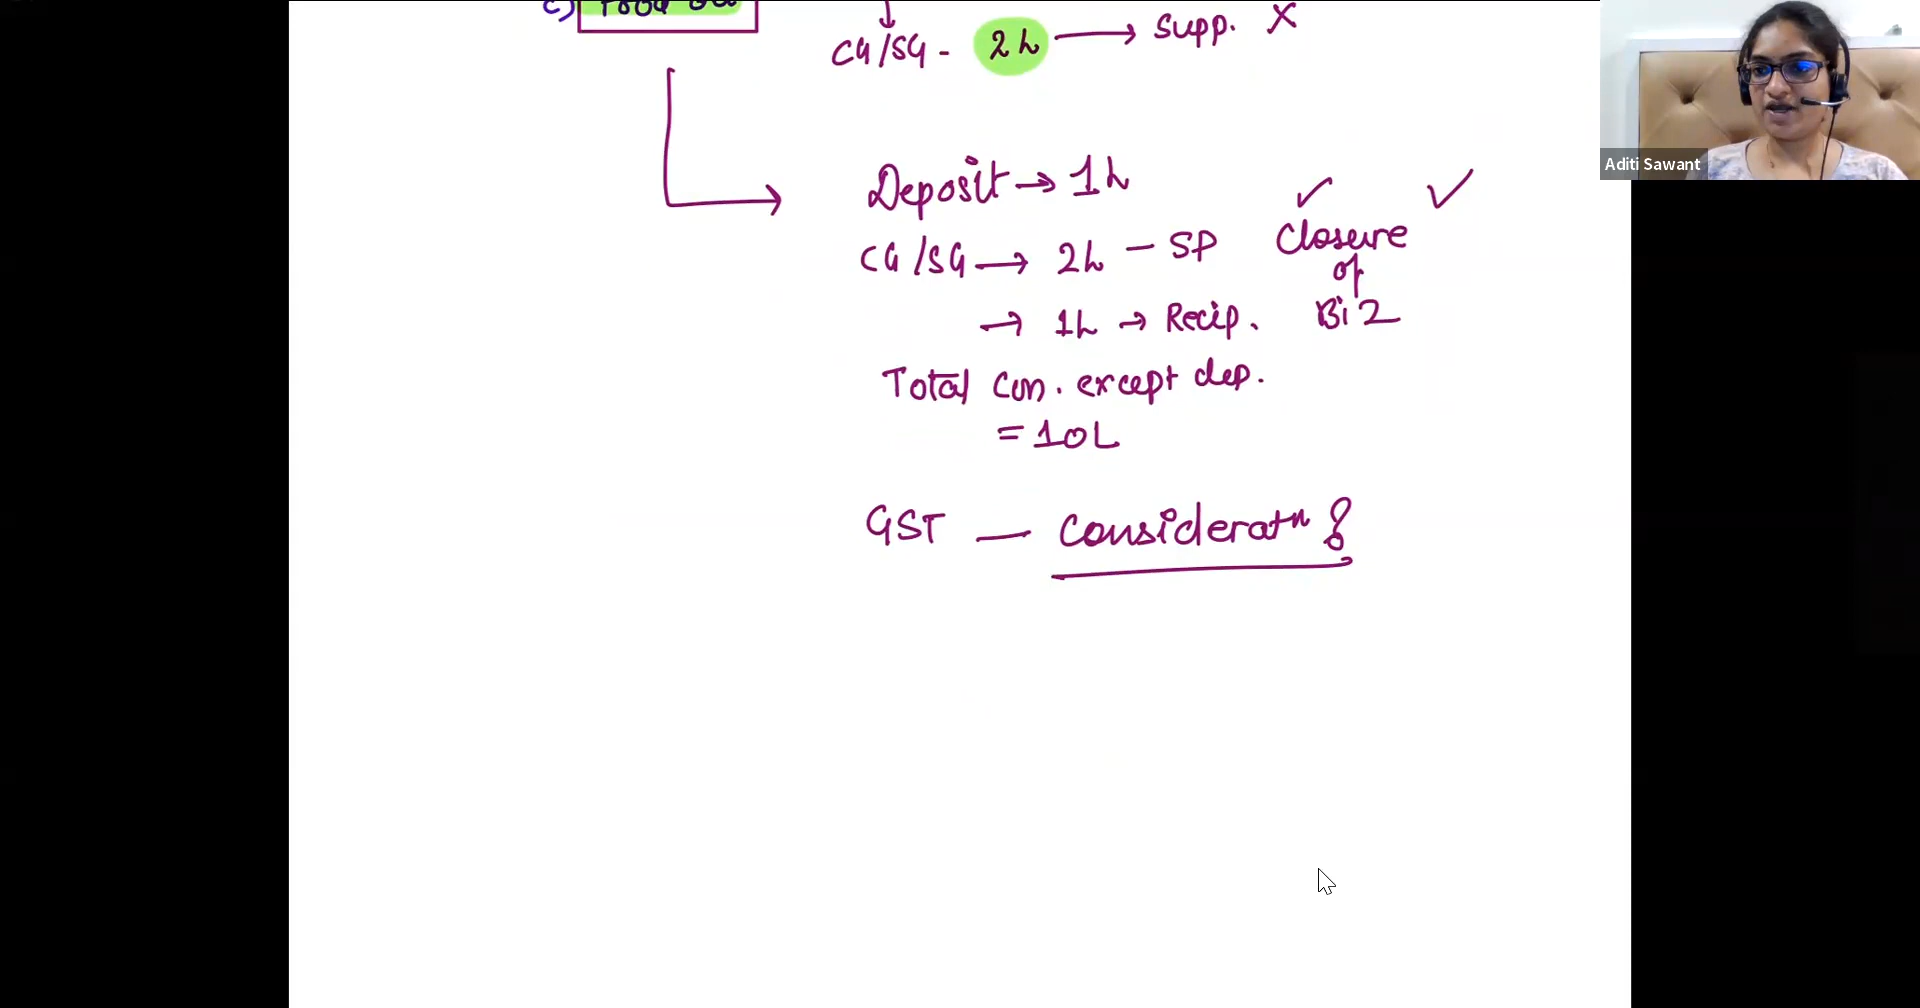 c)
CG/SG - 2L → Supp. X
Aditi Sawant
Deposit → 1L
CG/SG → 2L - SP
→ 1L → Recip.
Closure
of
Biz
Total Con. except dep.
= 10L
GST — Consideratn ?